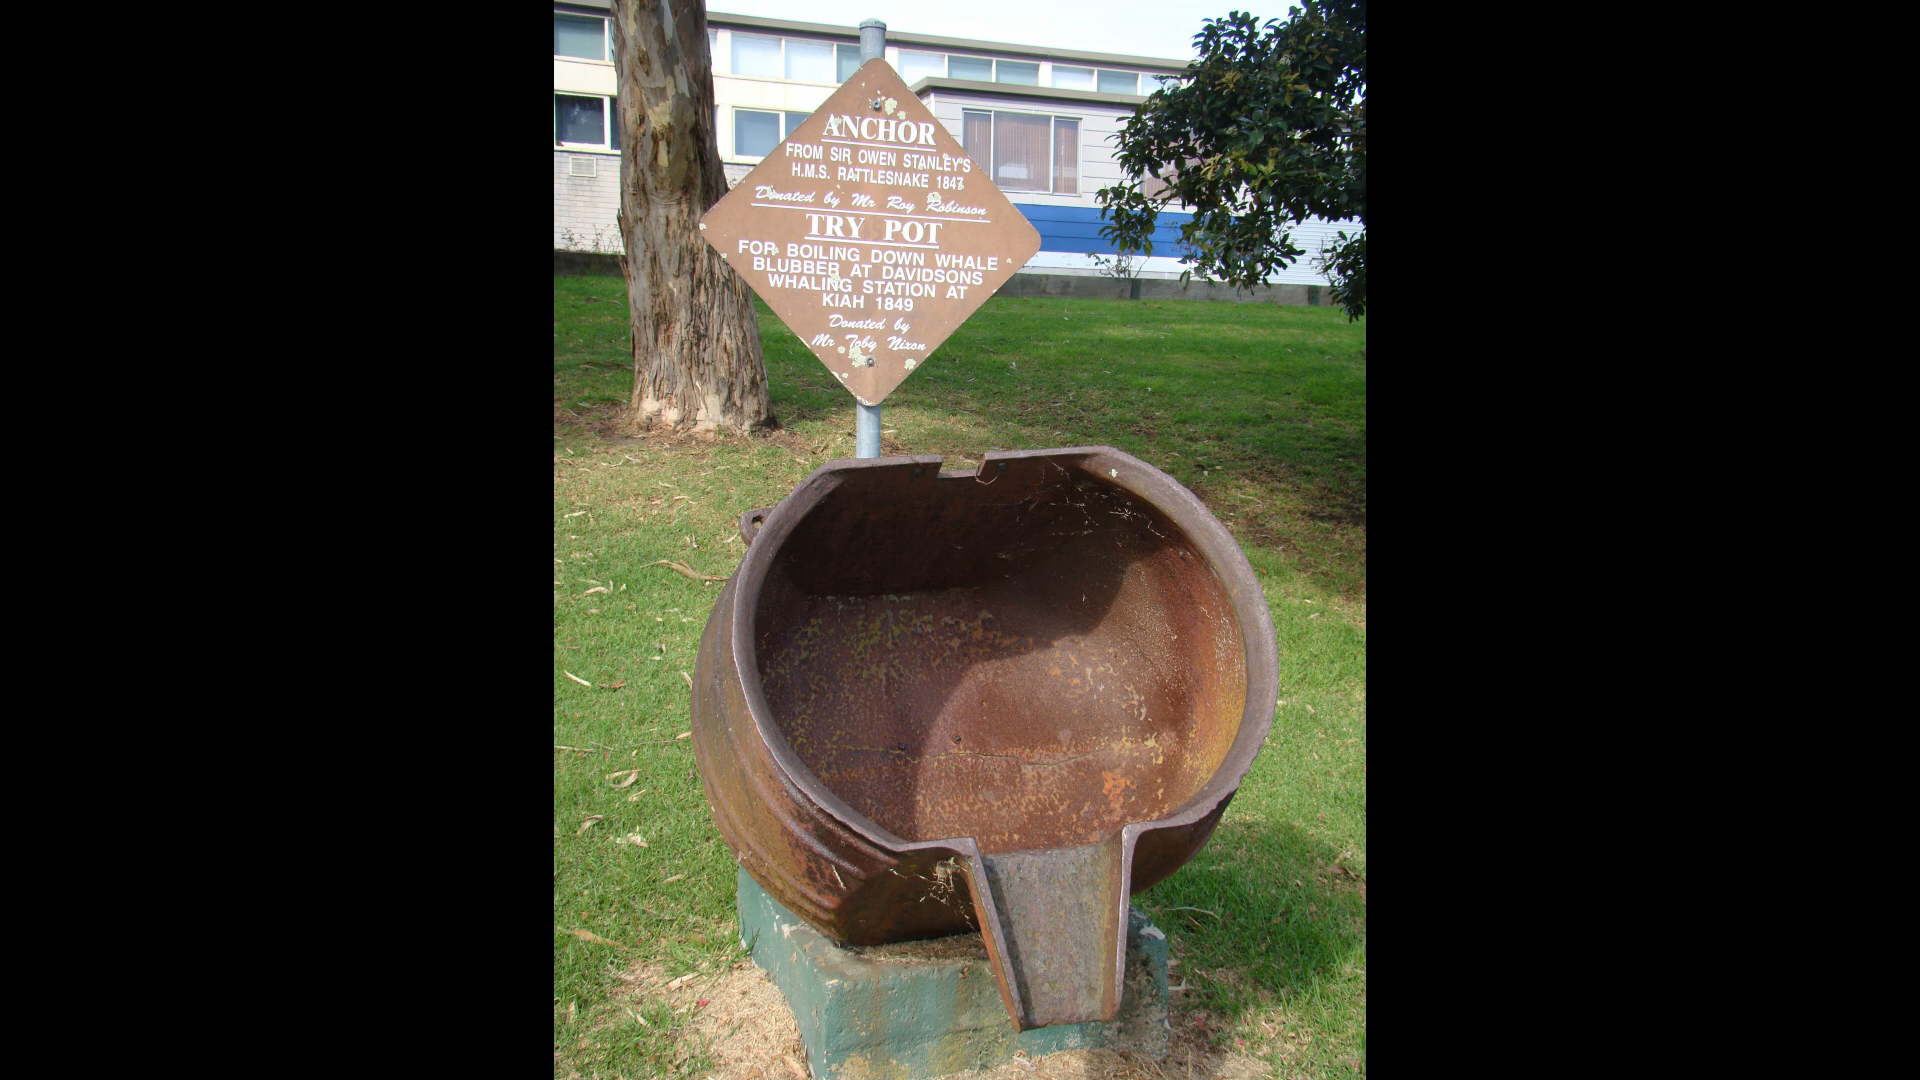 ANCHOR
FROM SIR OWEN STANLEY'S
H.M.S. RATTLESNAKE 1847
Donated by Mr Roy Robinson
TRY POT
FOR BOILING DOWN WHALE
BLUBBER AT DAVIDSONS
WHALING STATION AT
KIAH 1849
Donated by
Mr Toby Nixon